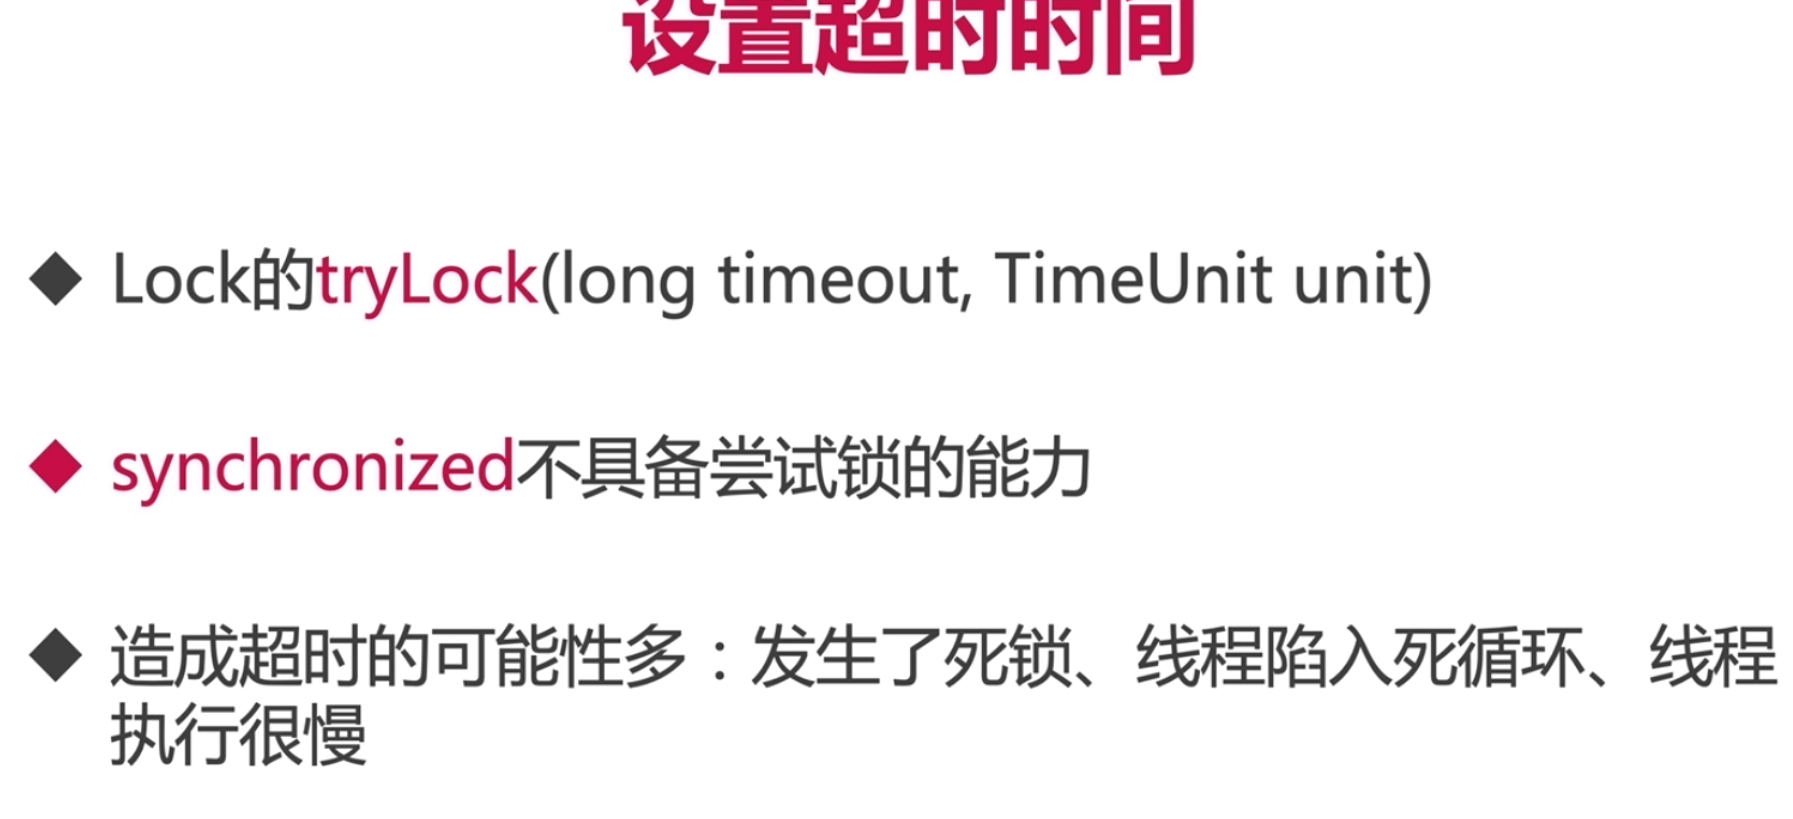 设置超时时间
Lock的tryLock(long timeout, TimeUnit unit)
synchronized不具备尝试锁的能力
造成超时的可能性多：发生了死锁、线程陷入死循环、线程
执行很慢